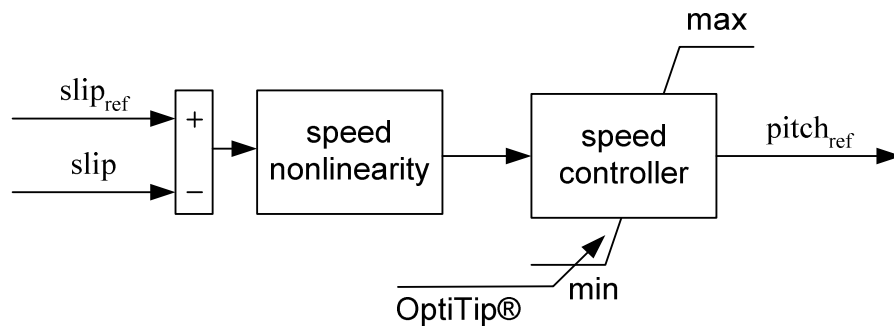 max
slip_ref
+
speed
nonlinearity
speed
controller
pitch_ref
slip
−
min
OptiTip®